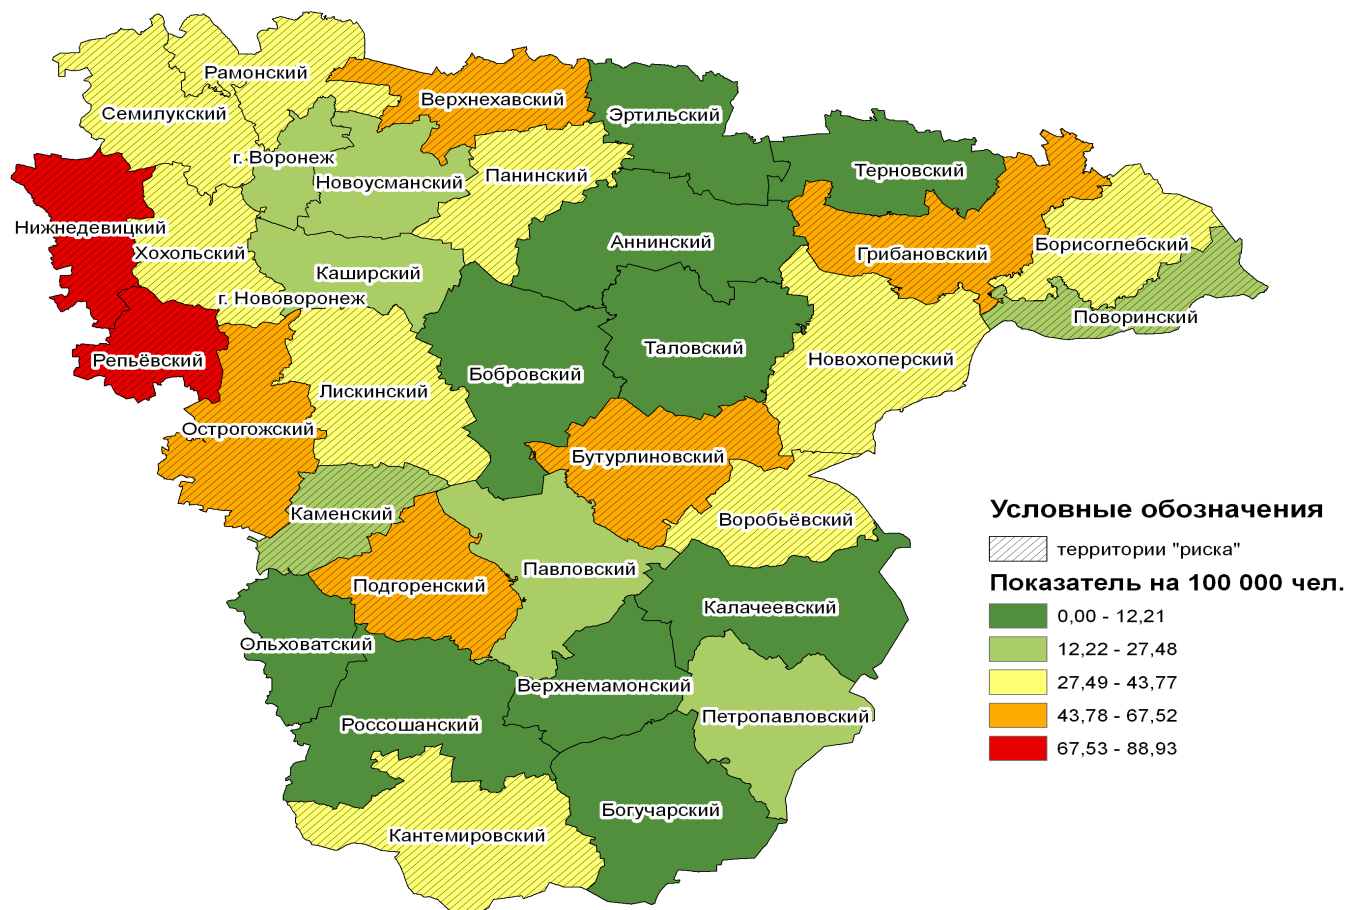 Рамонский
Верхнехавский
Семилукский
Эртильский
г. Воронеж
Новоусманский
Панинский
Терновский
Нижнедевицкий
Хохольский
Аннинский
Грибановский
Борисоглебский
Каширский
г. Нововоронеж
Поворинский
Репьёвский
Таловский
Новохоперский
Лискинский
Бобровский
Острогожский
Бутурлиновский
Каменский
Воробьёвский
Павловский
Подгоренский
Калачеевский
Ольховатский
Верхнемамонский
Петропавловский
Россошанский
Богучарский
Кантемировский
Условные обозначения
территории "риска"
Показатель на 100 000 чел.
0,00 - 12,21
12,22 - 27,48
27,49 - 43,77
43,78 - 67,52
67,53 - 88,93